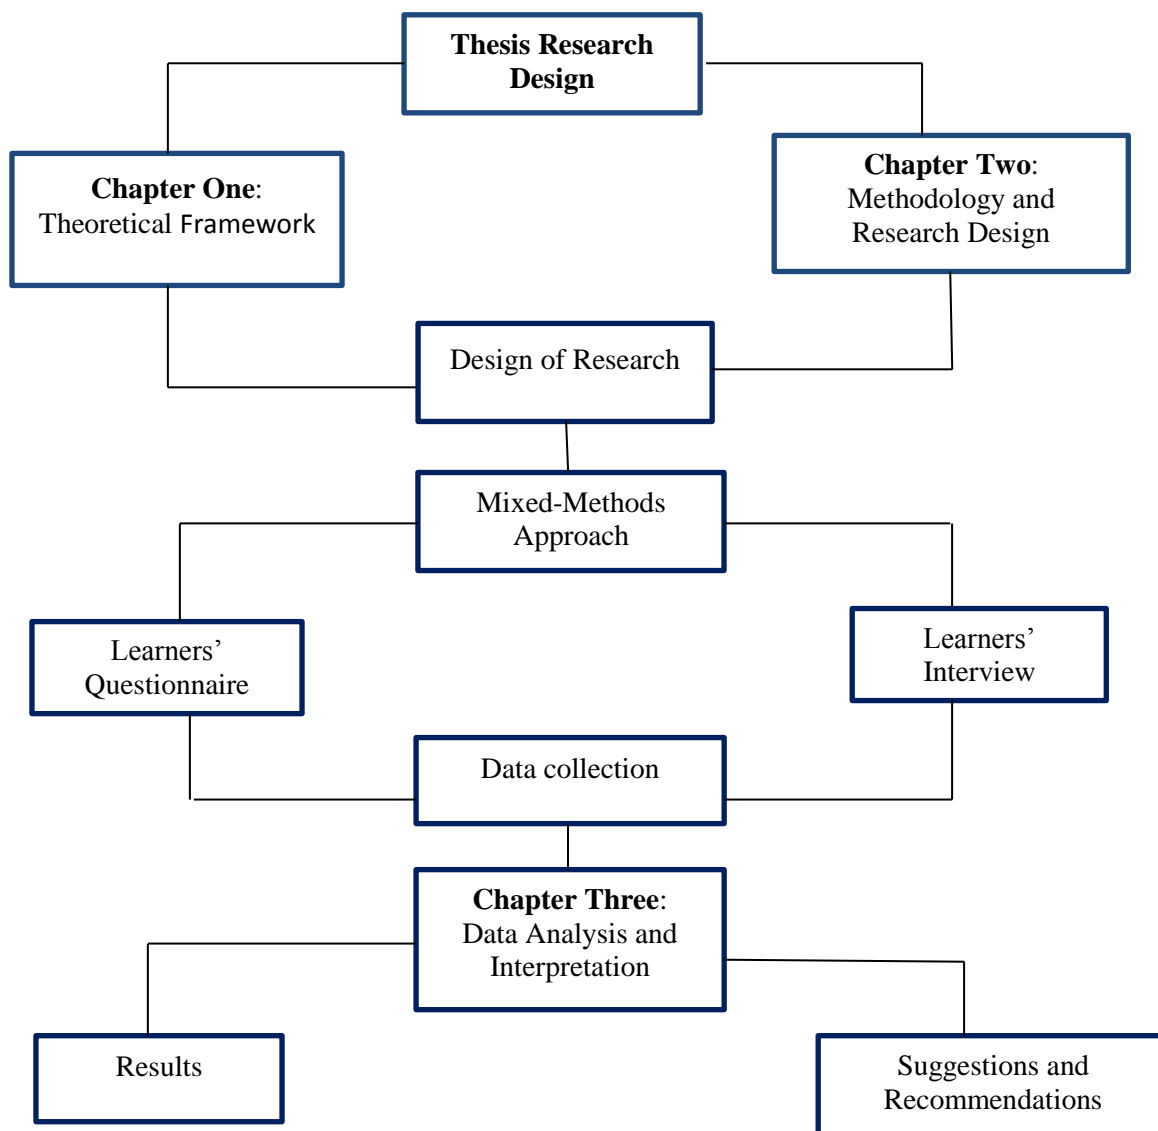 Thesis Research
Design
Chapter One:
Theoretical Framework
Chapter Two:
Methodology and
Research Design
Design of Research
Mixed-Methods
Approach
Learners’
Questionnaire
Learners’
Interview
Data collection
Chapter Three:
Data Analysis and
Interpretation
Results
Suggestions and
Recommendations